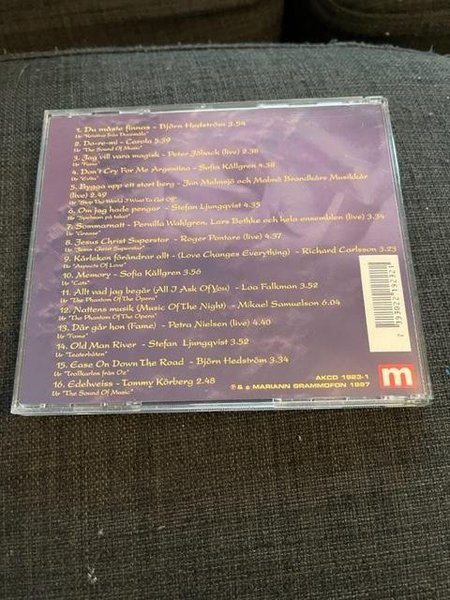 1. Du måste finnas - Björn Hedström 3.54
Ur "Kristina från Duvemåla"
2. Do-re-mi - Carola 5.39
Ur "The Sound Of Music"
3. Jag vill vara magisk - Peter Jöback (live) 2.38
Ur "Fame"
4. Don't Cry For Me Argentina - Sofia Källgren 4.38
Ur "Evita"
5. Bygga upp ett stort berg - Jan Malmsjö och Malmö Brandkårs Musikkår
(live) 2.49
Ur "Stop The World I Want To Get Off"
6. Om jag hade pengar - Stefan Ljungqvist 4.35
Ur "Spelman på taket"
7. Sommarnatt - Pernilla Wahlgren, Lars Bethke och hela ensemblen (live) 3.34
Ur "Grease"
8. Jesus Christ Superstar - Roger Pontare (live) 4.37
Ur "Jesus Christ Superstar"
9. Kärleken förändrar allt - (Love Changes Everything) - Richard Carlsson 3.23
Ur "Aspects Of Love"
10. Memory - Sofia Källgren 3.56
Ur "Cats"
11. Allt vad jag begär (All I Ask Of You) - Loa Falkman 3.52
Ur "The Phantom Of The Opera"
12. Nattens musik (Music Of The Night) - Mikael Samuelson 6.04
Ur "The Phantom Of The Opera"
13. Där går hon (Fame) - Petra Nielsen (live) 4.40
Ur "Fame"
14. Old Man River - Stefan Ljungqvist 3.52
Ur "Teaterbåten"
15. Ease On Down The Road - Björn Hedström 3.34
Ur "Trollkarlen från Oz"
16. Edelweiss - Tommy Körberg 2.48
Ur "The Sound Of Music"
m
AKCD 1923-1
℗ & © MARIANN GRAMMOFON 1997